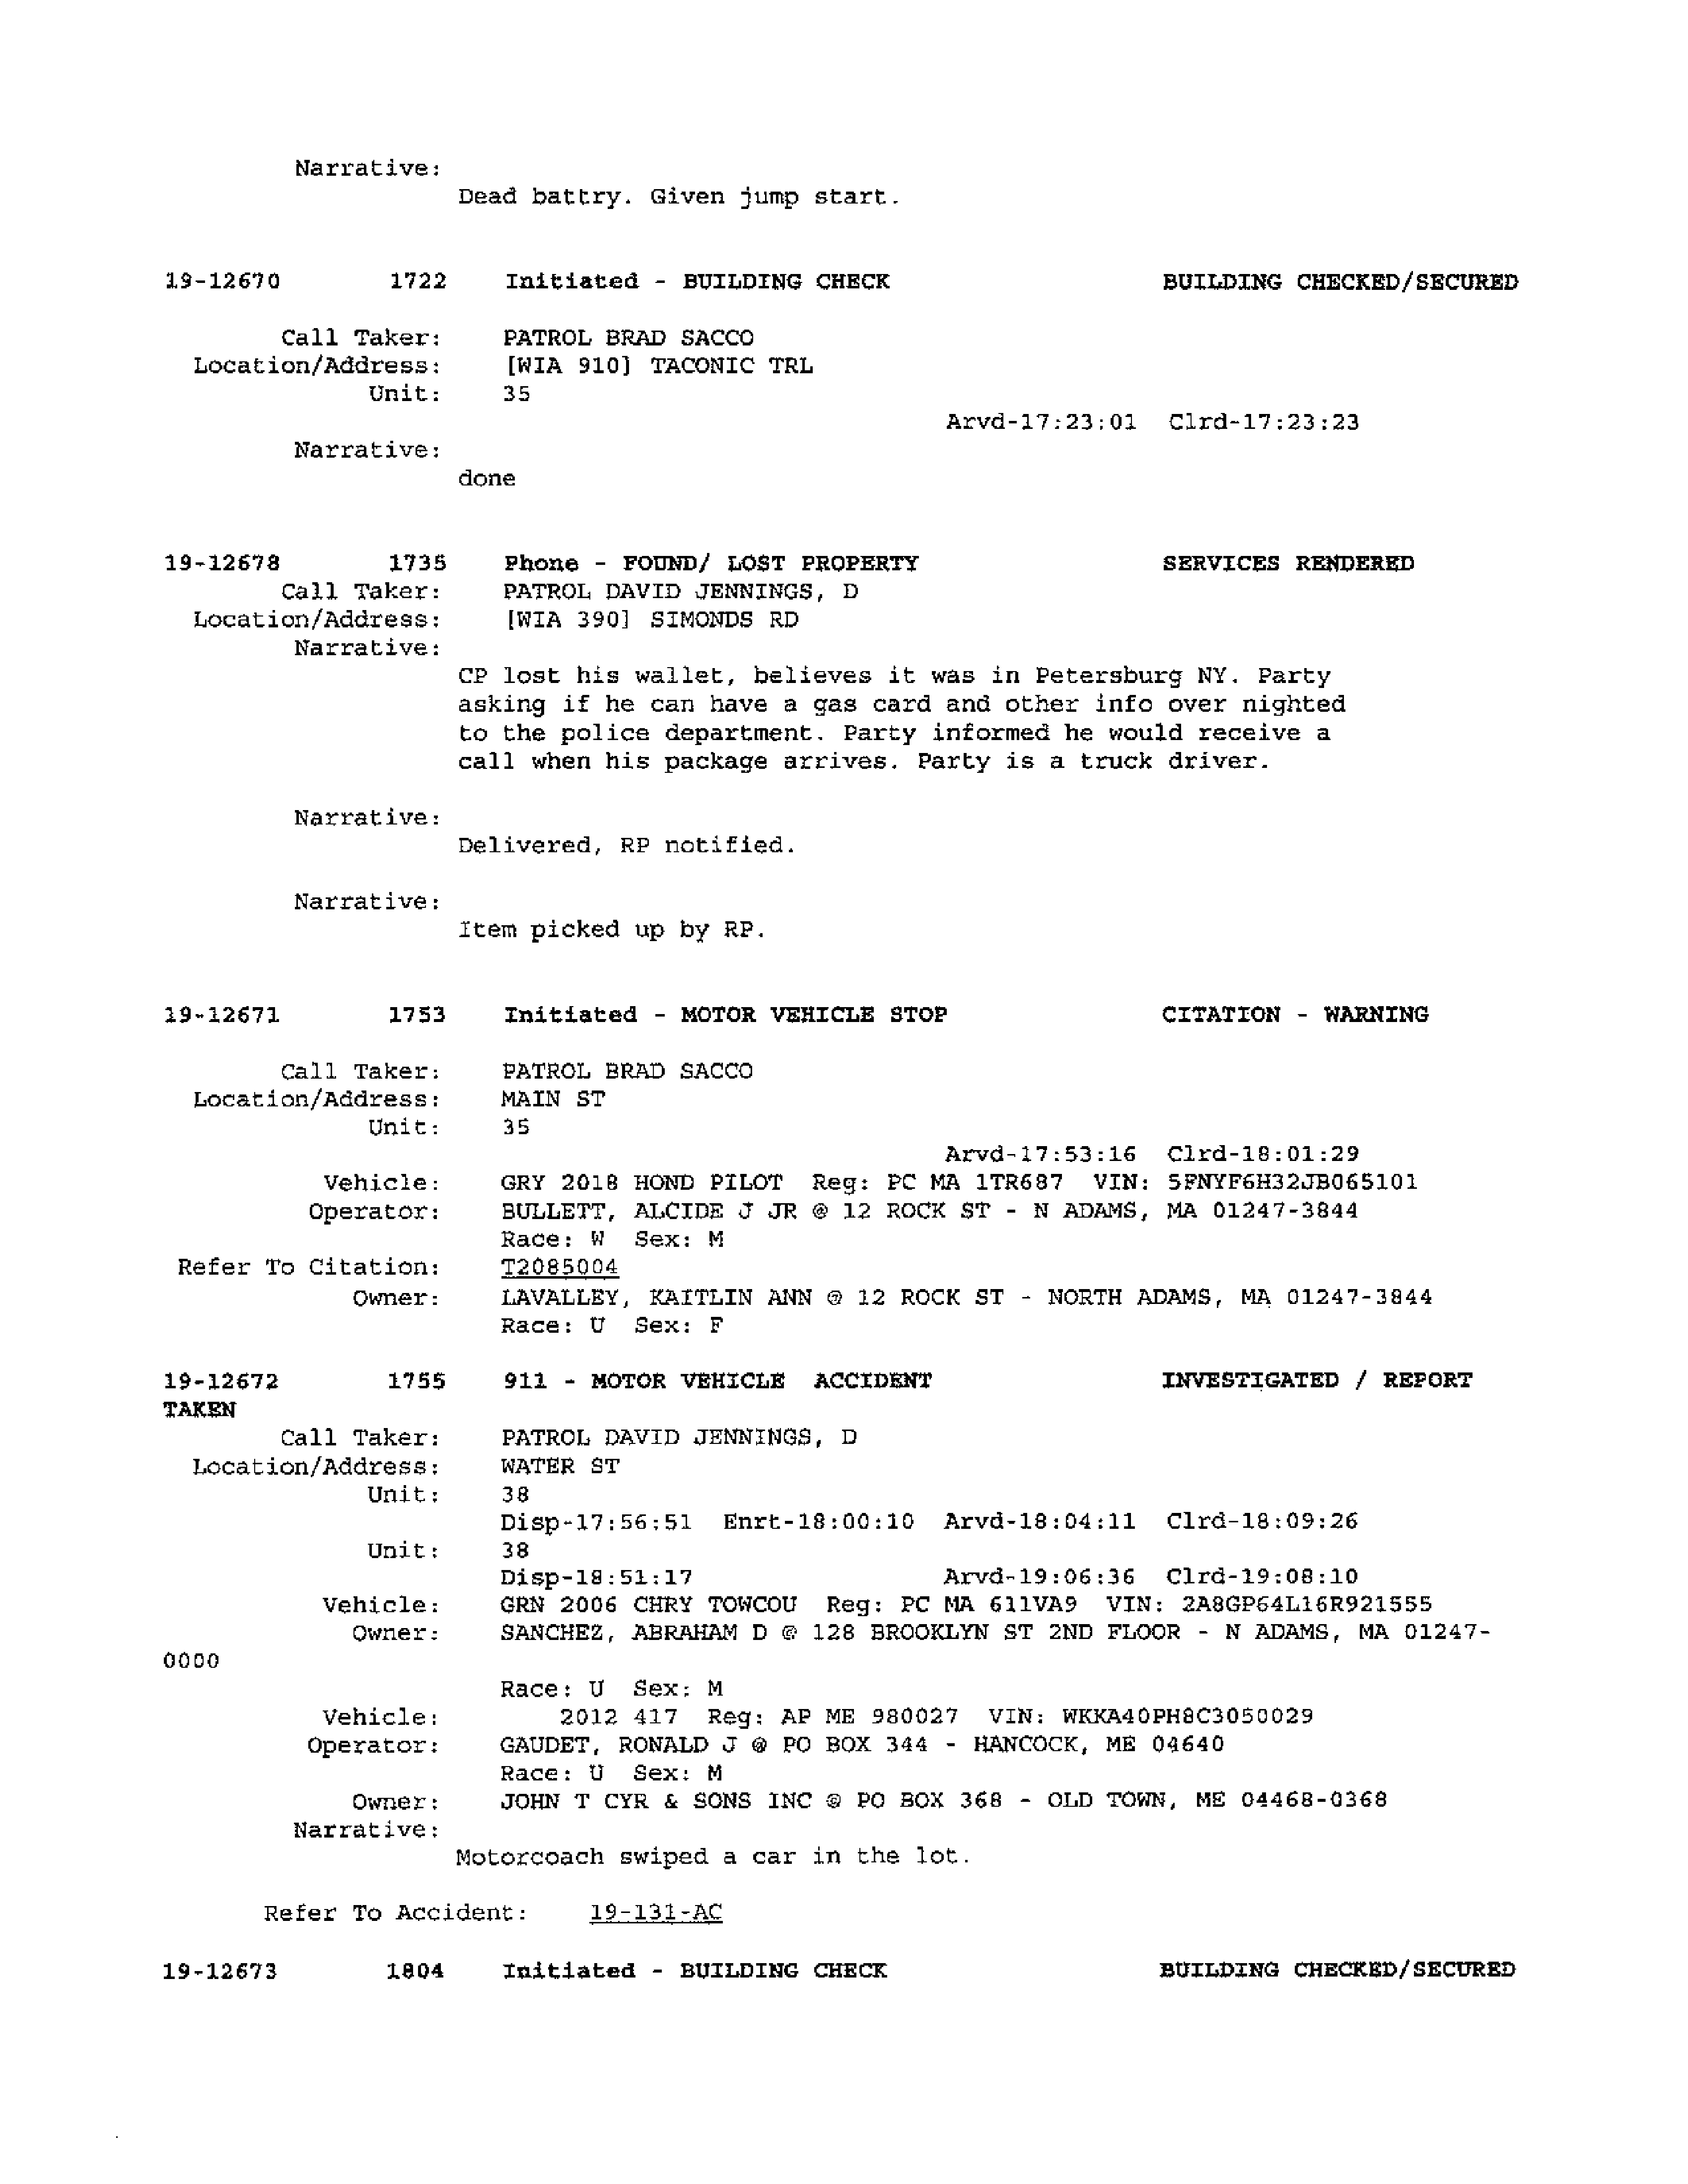 Narrative:
Dead battry. Given jump start.
19-12670 1722 Initiated - BUILDING CHECK BUILDING CHECKED/SECURED
Call Taker: PATROL BRAD SACCO
Location/Address: [WIA 910] TACONIC TRL
Unit: 35
Arvd-17:23:01 Clrd-17:23:23
Narrative:
done
19-12678 1735 Phone - FOUND/ LOST PROPERTY SERVICES RENDERED
Call Taker: PATROL DAVID JENNINGS, D
Location/Address: [WIA 390] SIMONDS RD
Narrative:
CP lost his wallet, believes it was in Petersburg NY. Party
asking if he can have a gas card and other info over nighted
to the police department. Party informed he would receive a
call when his package arrives. Party is a truck driver.
Narrative:
Delivered, RP notified.
Narrative:
Item picked up by RP.
19-12671 1753 Initiated - MOTOR VEHICLE STOP CITATION - WARNING
Call Taker: PATROL BRAD SACCO
Location/Address: MAIN ST
Unit: 35
Arvd-17:53:16 Clrd-18:01:29
Vehicle: GRY 2018 HOND PILOT Reg: PC MA 1TR687 VIN: 5FNYF6H32JB065101
Operator: BULLETT, ALCIDE J JR @ 12 ROCK ST - N ADAMS, MA 01247-3844
Race: W Sex: M
Refer To Citation: T2085004
Owner: LAVALLEY, KAITLIN ANN @ 12 ROCK ST - NORTH ADAMS, MA 01247-3844
Race: U Sex: F
19-12672 1755 911 - MOTOR VEHICLE ACCIDENT INVESTIGATED / REPORT
TAKEN
Call Taker: PATROL DAVID JENNINGS, D
Location/Address: WATER ST
Unit: 38
Disp-17:56:51 Enrt-18:00:10 Arvd-18:04:11 Clrd-18:09:26
Unit: 38
Disp-18:51:17 Arvd-19:06:36 Clrd-19:08:10
Vehicle: GRN 2006 CHRY TOWCOU Reg: PC MA 611VA9 VIN: 2A8GP64L16R921555
Owner: SANCHEZ, ABRAHAM D @ 128 BROOKLYN ST 2ND FLOOR - N ADAMS, MA 01247-
0000
Race: U Sex: M
Vehicle: 2012 417 Reg: AP ME 980027 VIN: WKKA40PH8C3050029
Operator: GAUDET, RONALD J @ PO BOX 344 - HANCOCK, ME 04640
Race: U Sex: M
Owner: JOHN T CYR & SONS INC @ PO BOX 368 - OLD TOWN, ME 04468-0368
Narrative:
Motorcoach swiped a car in the lot.
Refer To Accident: 19-131-AC
19-12673 1804 Initiated - BUILDING CHECK BUILDING CHECKED/SECURED